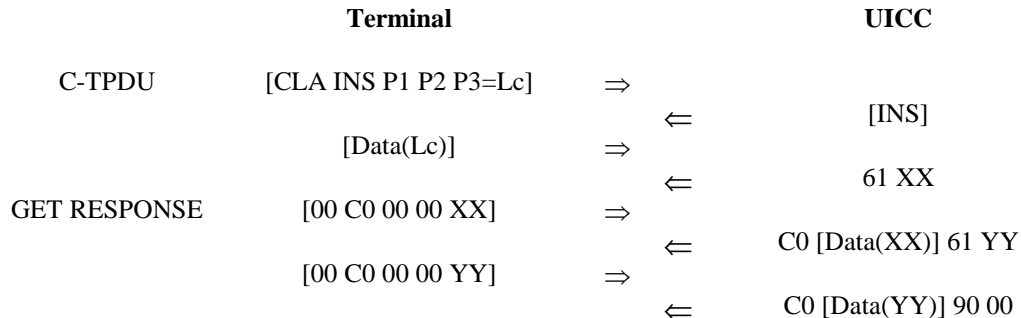 Terminal UICC
C-TPDU [CLA INS P1 P2 P3=Lc] ⇒
⇐ [INS]
[Data(Lc)] ⇒
⇐ 61 XX
GET RESPONSE [00 C0 00 00 XX] ⇒
⇐ C0 [Data(XX)] 61 YY
[00 C0 00 00 YY] ⇒
⇐ C0 [Data(YY)] 90 00